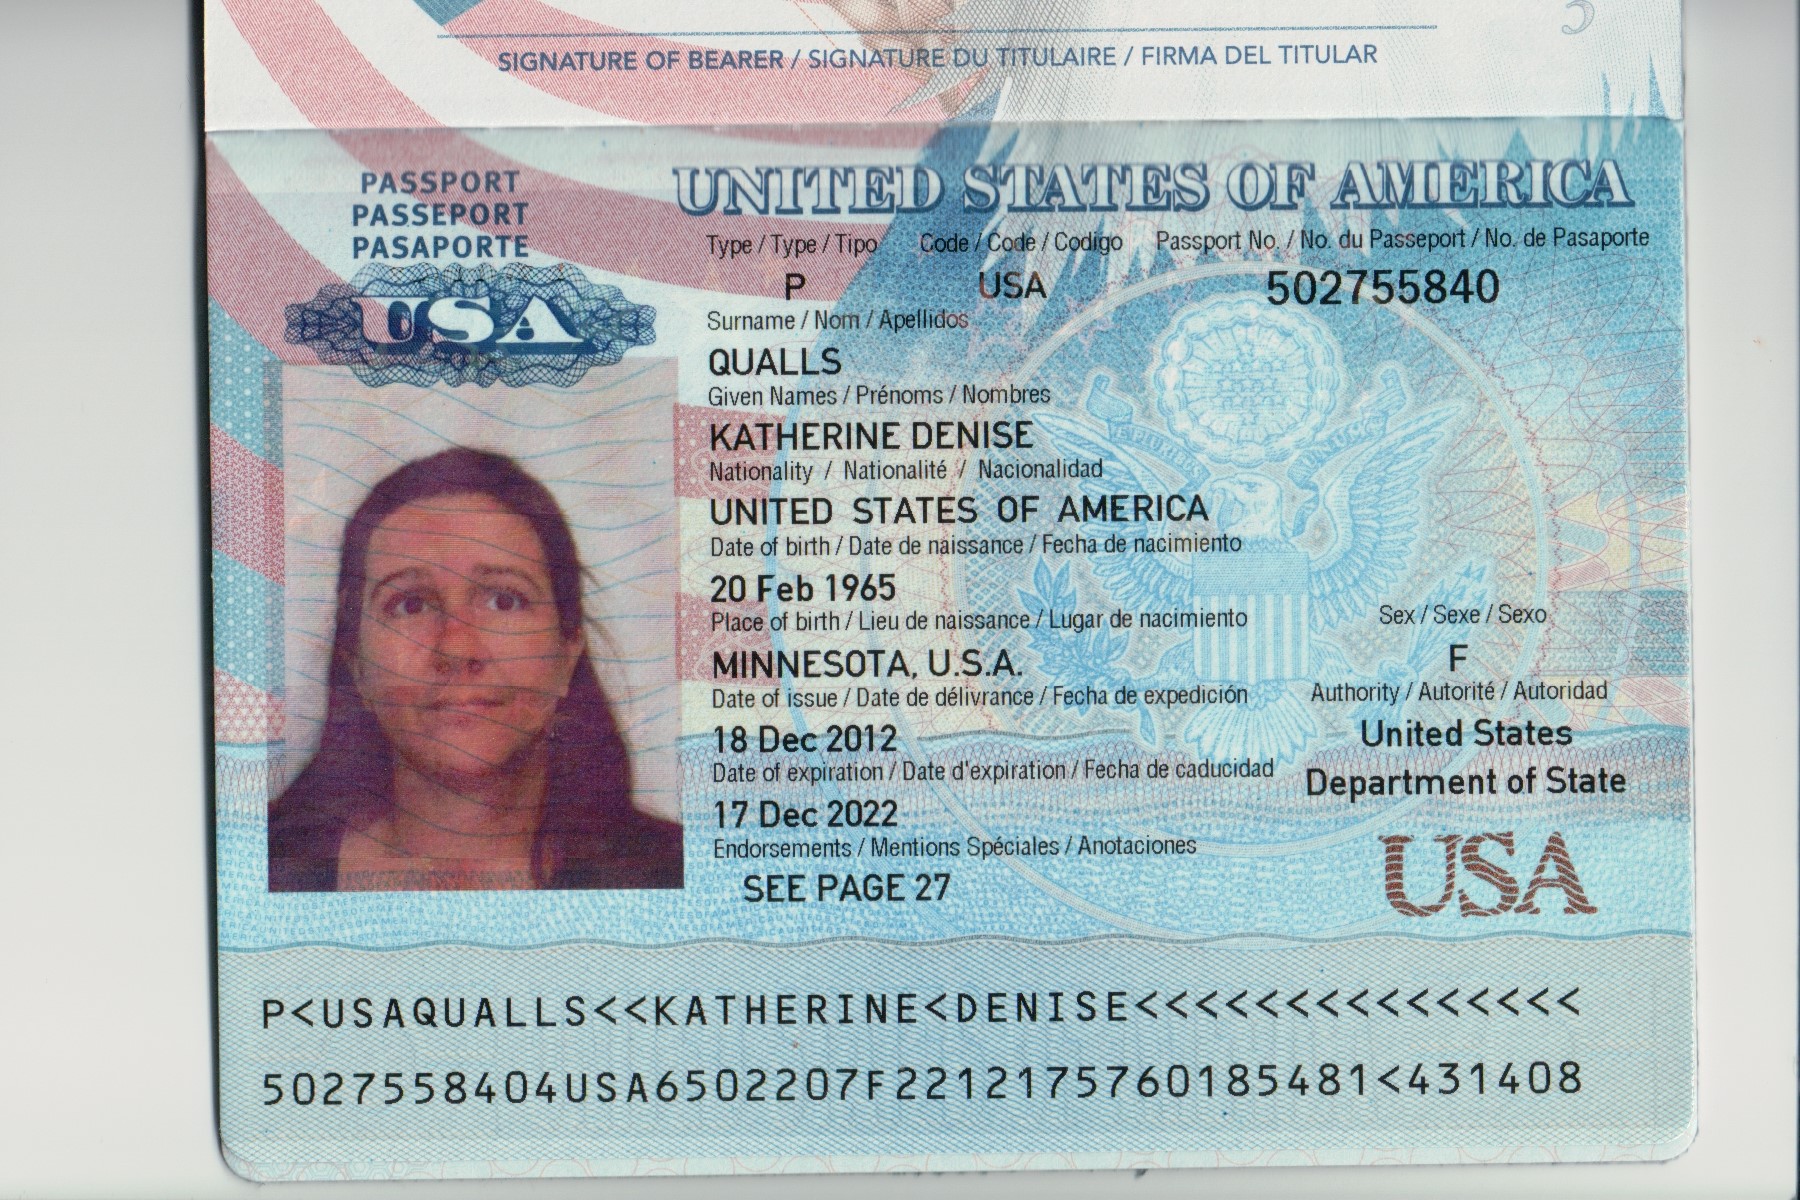 SIGNATURE OF BEARER / SIGNATURE DU TITULAIRE / FIRMA DEL TITULAR
PASSPORT
PASSEPORT
PASAPORTE
USA
UNITED STATES OF AMERICA
Type / Type / Tipo Code / Code / Codigo Passport No. / No. du Passeport / No. de Pasaporte
P USA 502755840
Surname / Nom / Apellidos
QUALLS
Given Names / Prénoms / Nombres
KATHERINE DENISE
Nationality / Nationalité / Nacionalidad
UNITED STATES OF AMERICA
Date of birth / Date de naissance / Fecha de nacimiento
20 Feb 1965
Place of birth / Lieu de naissance / Lugar de nacimiento Sex / Sexe / Sexo
MINNESOTA, U.S.A. F
Date of issue / Date de délivrance / Fecha de expedición Authority / Autorité / Autoridad
18 Dec 2012 United States
Date of expiration / Date d'expiration / Fecha de caducidad Department of State
17 Dec 2022
Endorsements / Mentions Spéciales / Anotaciones
SEE PAGE 27
USA
P<USAQUALLS<<KATHERINE<DENISE<<<<<<<<<<<<<<<
5027558404USA6502207F2212175760185481<431408